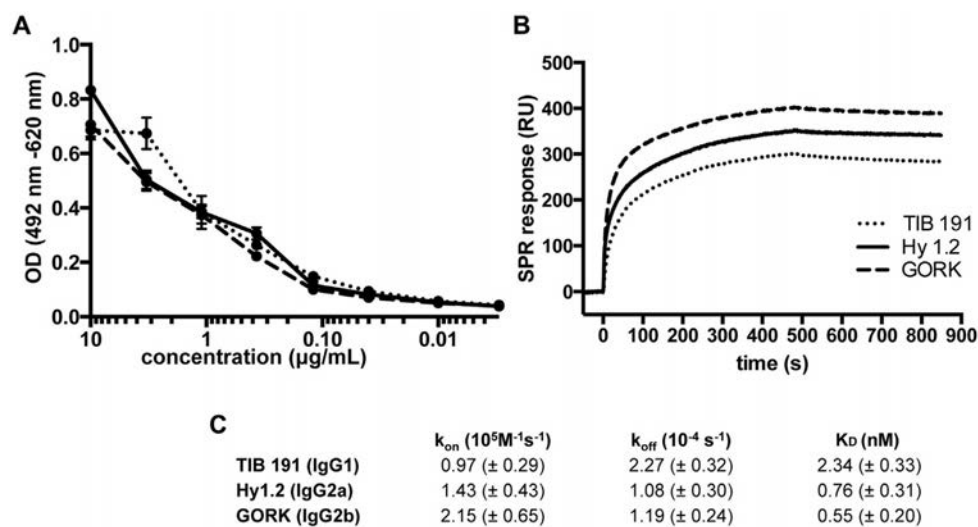 A
OD (492 nm -620 nm)
1.0
0.8
0.6
0.4
0.2
0.0
10 1 0.10 0.01
concentration (µg/mL)
B
SPR response (RU)
500
400
300
200
100
0
TIB 191
Hy 1.2
GORK
0 100 200 300 400 500 600 700 800 900
time (s)
C
kon (10⁵M⁻¹s⁻¹) koff (10⁻⁴ s⁻¹) KD (nM)
TIB 191 (IgG1) 0.97 (± 0.29) 2.27 (± 0.32) 2.34 (± 0.33)
Hy1.2 (IgG2a) 1.43 (± 0.43) 1.08 (± 0.30) 0.76 (± 0.31)
GORK (IgG2b) 2.15 (± 0.65) 1.19 (± 0.24) 0.55 (± 0.20)